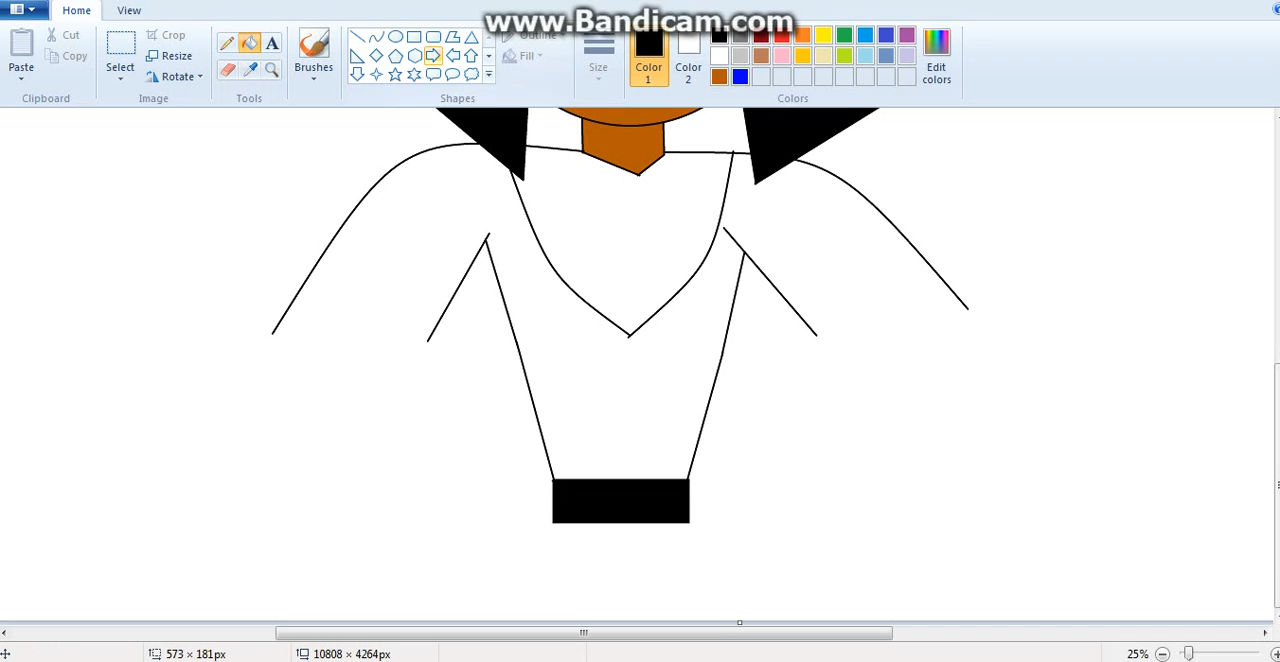 www.Bandicam.com
Home
View
Paste
Cut
Copy
Clipboard
Select
Crop
Resize
Rotate
Image
Tools
Brushes
Outline
Fill
Shapes
Size
Color
1
Color
2
Edit
colors
Colors
573 × 181px
10808 × 4264px
25%